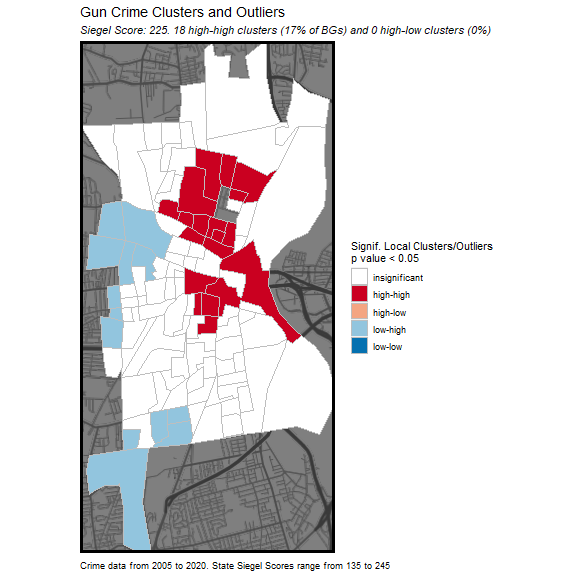 Gun Crime Clusters and Outliers
Siegel Score: 225. 18 high-high clusters (17% of BGs) and 0 high-low clusters (0%)
Signif. Local Clusters/Outliers
p value < 0.05
insignificant
high-high
high-low
low-high
low-low
Crime data from 2005 to 2020. State Siegel Scores range from 135 to 245